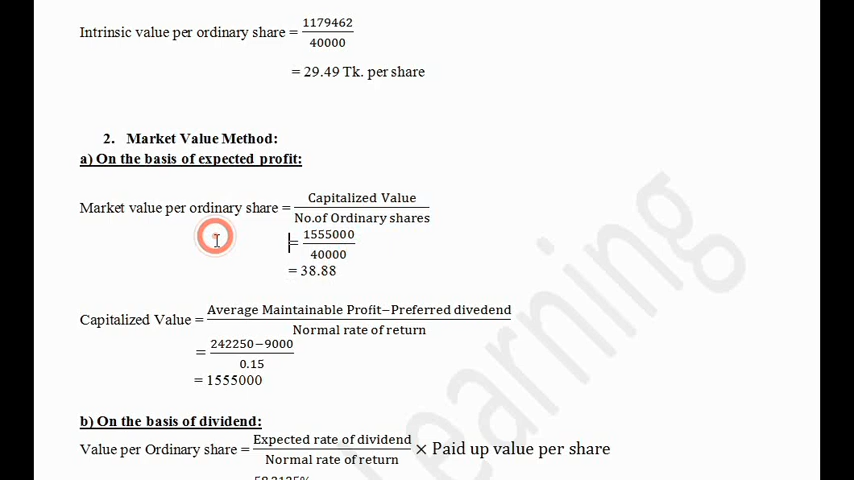 Intrinsic value per ordinary share = 1179462 / 40000
= 29.49 Tk. per share
2. Market Value Method:
a) On the basis of expected profit:
Market value per ordinary share = Capitalized Value / No.of Ordinary shares
= 1555000 / 40000
= 38.88
Capitalized Value = Average Maintainable Profit−Preferred divedend / Normal rate of return
= 242250−9000 / 0.15
= 1555000
b) On the basis of dividend:
Value per Ordinary share = Expected rate of dividend / Normal rate of return × Paid up value per share
Learning